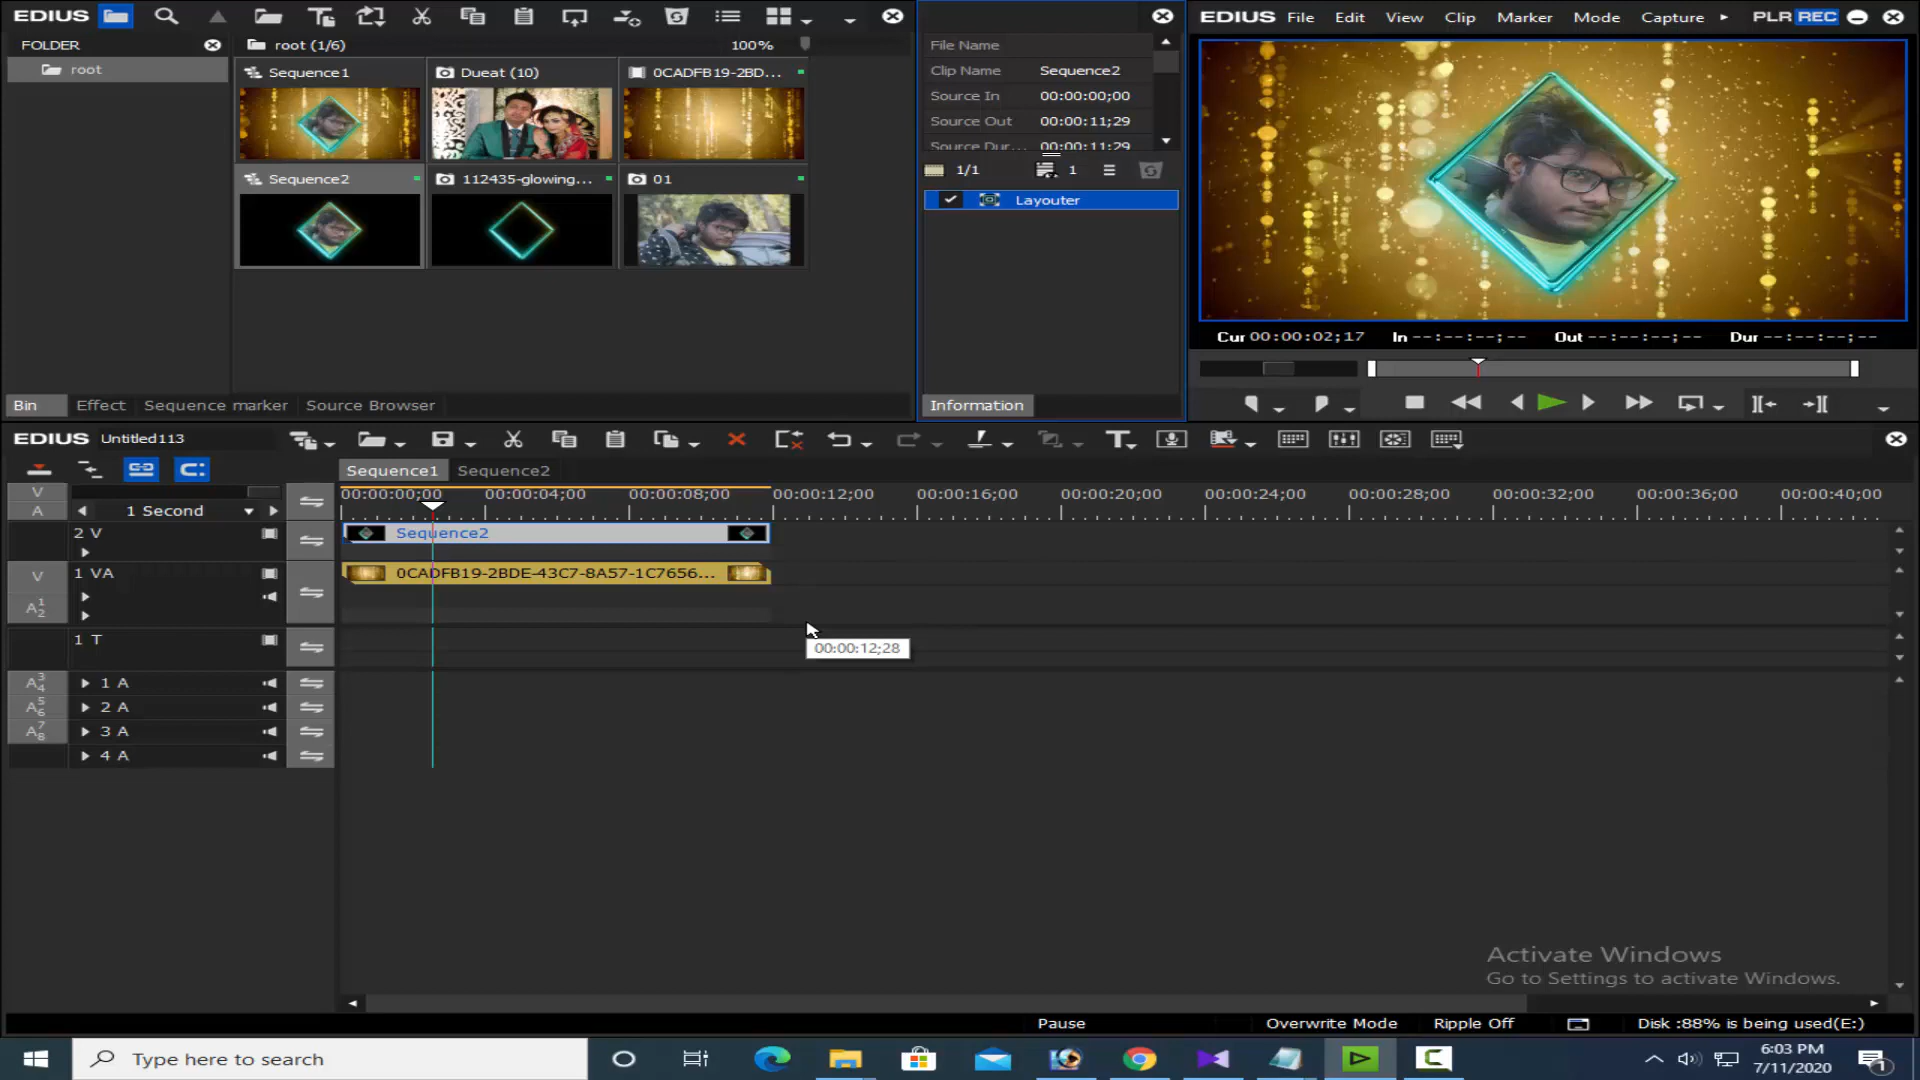 EDIUS
FOLDER
root
root (1/6)
100%
Sequence1
Dueat (10)
0CADFB19-2BD...
Sequence2
112435-glowing...
01
Bin
Effect
Sequence marker
Source Browser
File Name
Clip Name Sequence2
Source In 00:00:00;00
Source Out 00:00:11;29
Source Dur... 00:00:11;29
1/1
1
Layouter
Information
EDIUS File Edit View Clip Marker Mode Capture PLR REC
Cur 00:00:02;17 In --:--:--;-- Out --:--:--;-- Dur --:--:--;--
EDIUS Untitled113
Sequence1 Sequence2
V
A
1 Second
00:00:00;00 00:00:04;00 00:00:08;00 00:00:12;00 00:00:16;00 00:00:20;00 00:00:24;00 00:00:28;00 00:00:32;00 00:00:36;00 00:00:40;00
2 V
Sequence2
V
1 VA
0CADFB19-2BDE-43C7-8A57-1C7656...
A 1 2
1 T
00:00:12;28
A 3 4 1 A
A 5 6 2 A
A 7 8 3 A
4 A
Activate Windows
Go to Settings to activate Windows.
Pause
Overwrite Mode
Ripple Off
Disk :88% is being used(E:)
Type here to search
6:03 PM
7/11/2020
1